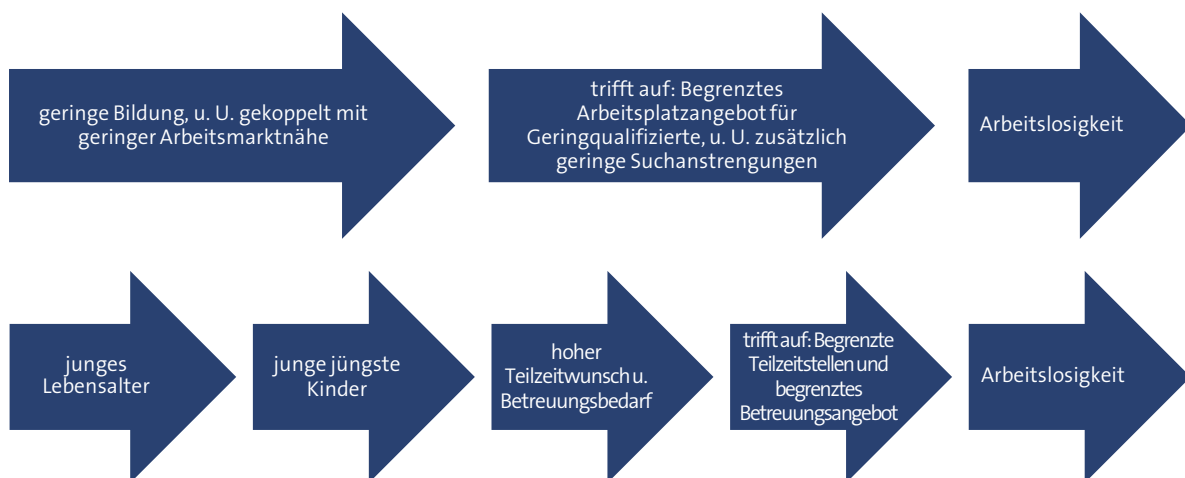 geringe Bildung, u. U. gekoppelt mit
geringer Arbeitsmarktnähe
trifft auf: Begrenztes
Arbeitsplatzangebot für
Geringqualifizierte, u. U. zusätzlich
geringe Suchanstrengungen
Arbeitslosigkeit
junges
Lebensalter
junge jüngste
Kinder
hoher
Teilzeitwunsch u.
Betreuungsbedarf
trifft auf: Begrenzte
Teilzeitstellen und
begrenztes
Betreuungsangebot
Arbeitslosigkeit